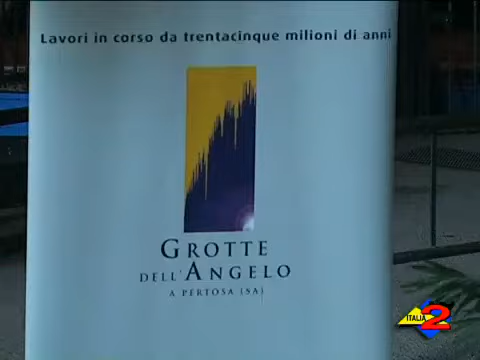 Lavori in corso da trentacinque milioni di anni
GROTTE
DELL'ANGELO
A PERTOSA (SA)
ITALIA 2